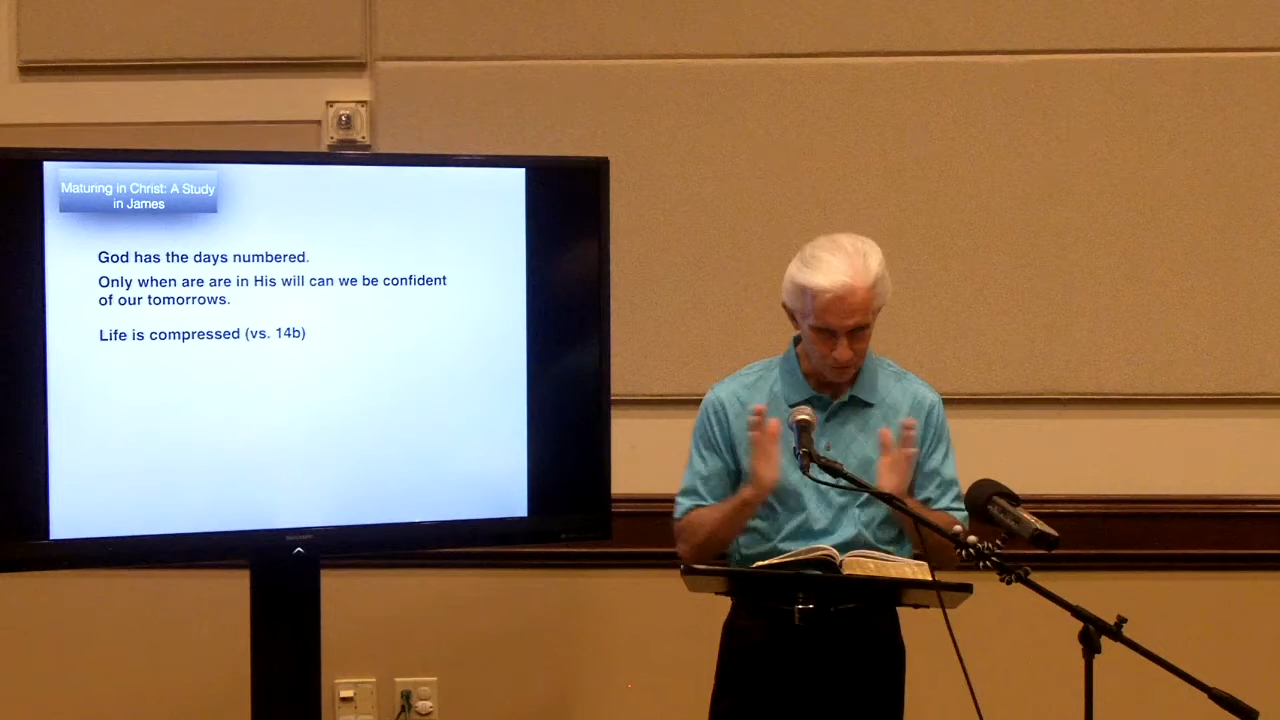 Maturing in Christ: A Study
in James
God has the days numbered.
Only when are are in His will can we be confident
of our tomorrows.
Life is compressed (vs. 14b)